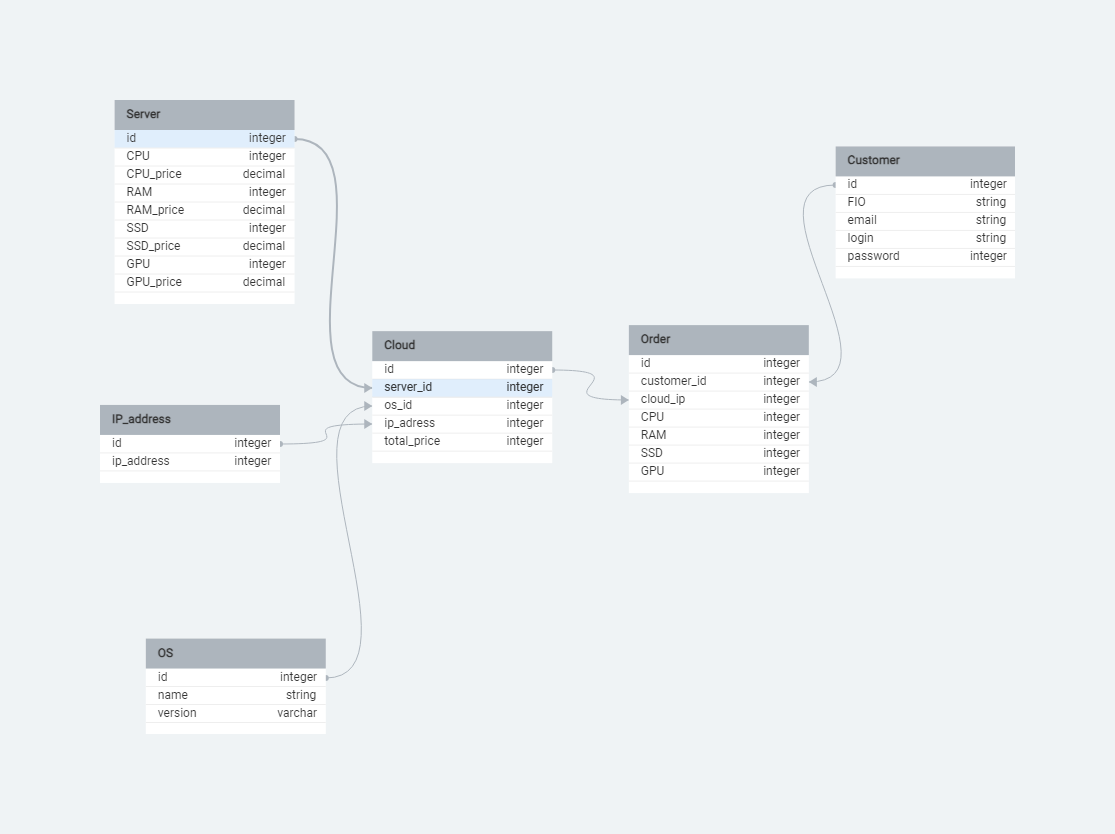 Server
id integer
CPU integer
CPU_price decimal
RAM integer
RAM_price decimal
SSD integer
SSD_price decimal
GPU integer
GPU_price decimal
Customer
id integer
FIO string
email string
login string
password integer
Cloud
id integer
server_id integer
os_id integer
ip_adress integer
total_price integer
Order
id integer
customer_id integer
cloud_ip integer
CPU integer
RAM integer
SSD integer
GPU integer
IP_address
id integer
ip_address integer
OS
id integer
name string
version varchar